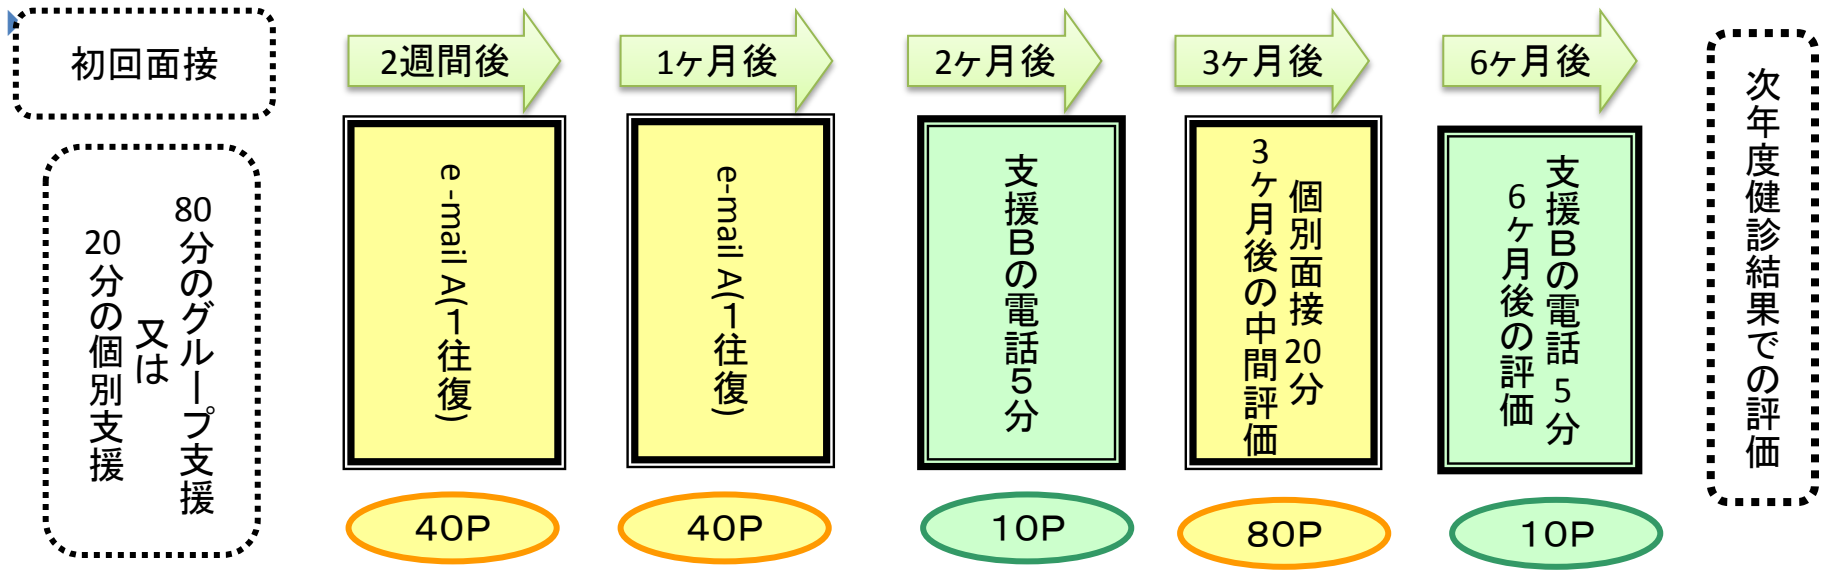 初回面接
80分のグループ支援
又は
20分の個別支援
2週間後
e -mail A(1往復)
40P
1ヶ月後
e-mail A(1往復)
40P
2ヶ月後
支援Bの電話5分
10P
3ヶ月後
個別面接20分
3ヶ月後の中間評価
80P
6ヶ月後
支援Bの電話 5分
6ヶ月後の評価
10P
次年度健診結果での評価